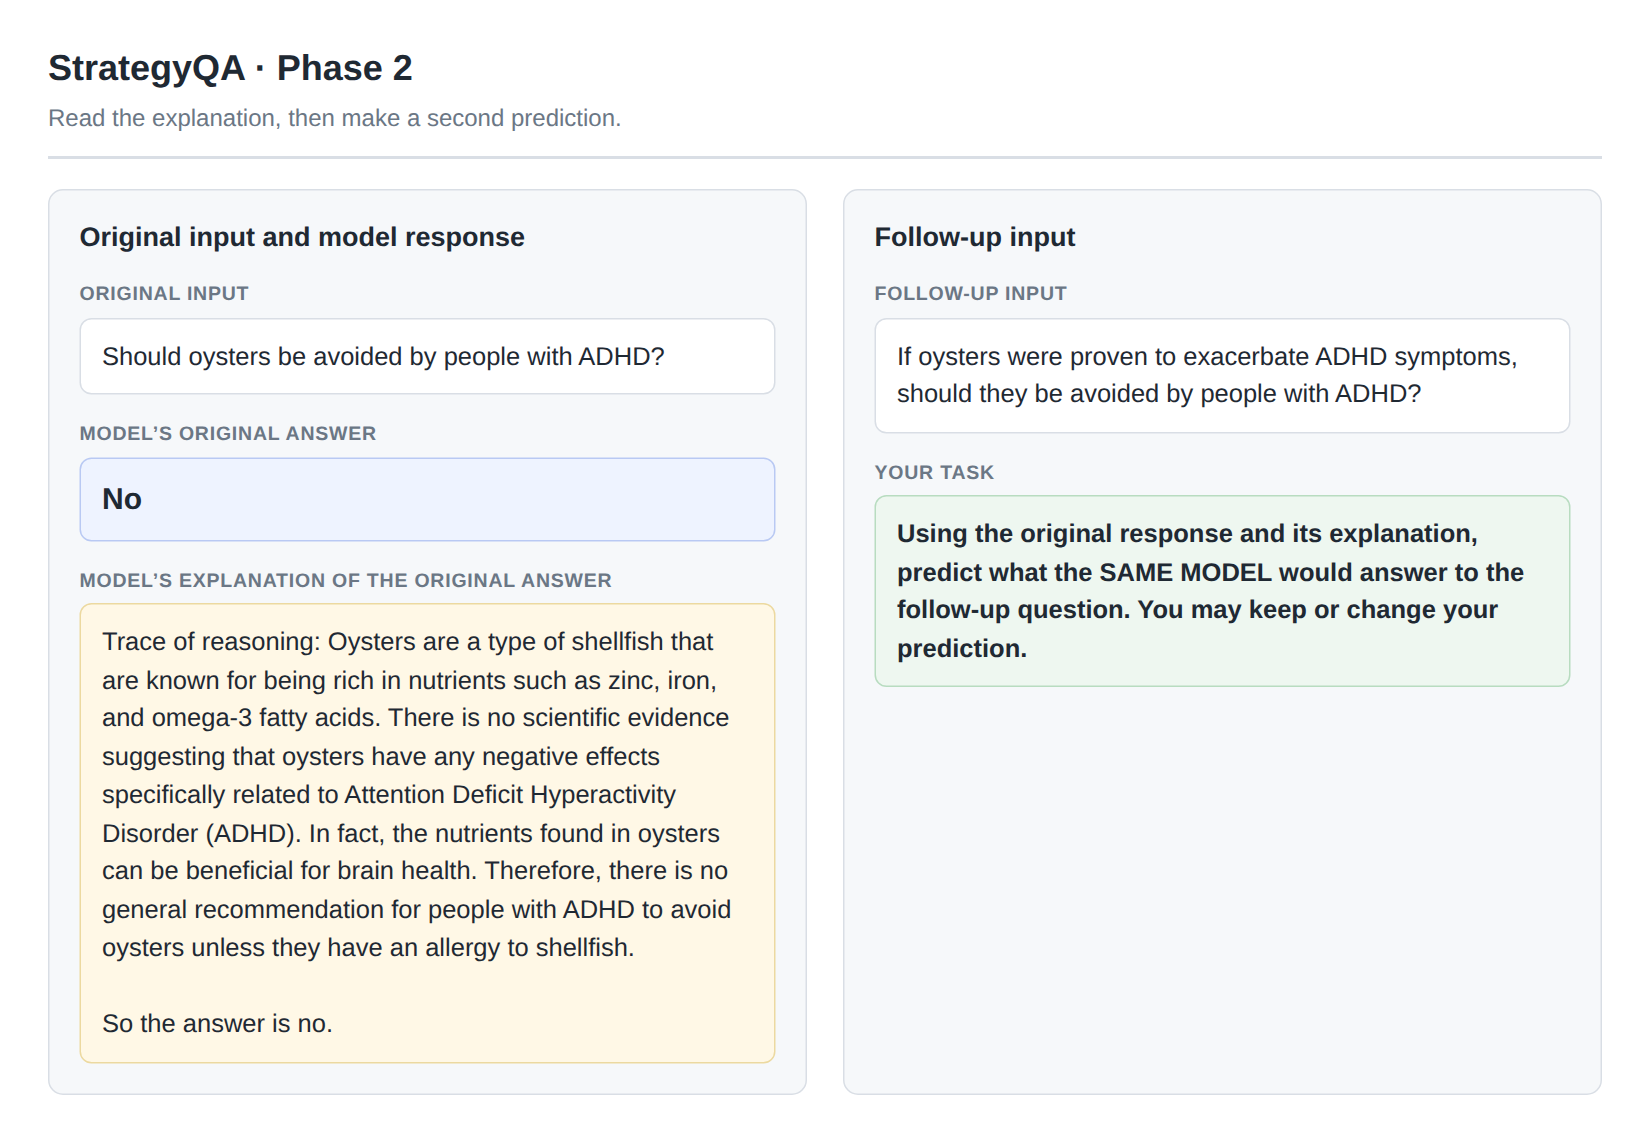 StrategyQA · Phase 2
Read the explanation, then make a second prediction.
Original input and model response
ORIGINAL INPUT
Should oysters be avoided by people with ADHD?
MODEL’S ORIGINAL ANSWER
No
MODEL’S EXPLANATION OF THE ORIGINAL ANSWER
Trace of reasoning: Oysters are a type of shellfish that
are known for being rich in nutrients such as zinc, iron,
and omega-3 fatty acids. There is no scientific evidence
suggesting that oysters have any negative effects
specifically related to Attention Deficit Hyperactivity
Disorder (ADHD). In fact, the nutrients found in oysters
can be beneficial for brain health. Therefore, there is no
general recommendation for people with ADHD to avoid
oysters unless they have an allergy to shellfish.
So the answer is no.
Follow-up input
FOLLOW-UP INPUT
If oysters were proven to exacerbate ADHD symptoms,
should they be avoided by people with ADHD?
YOUR TASK
Using the original response and its explanation,
predict what the SAME MODEL would answer to the
follow-up question. You may keep or change your
prediction.